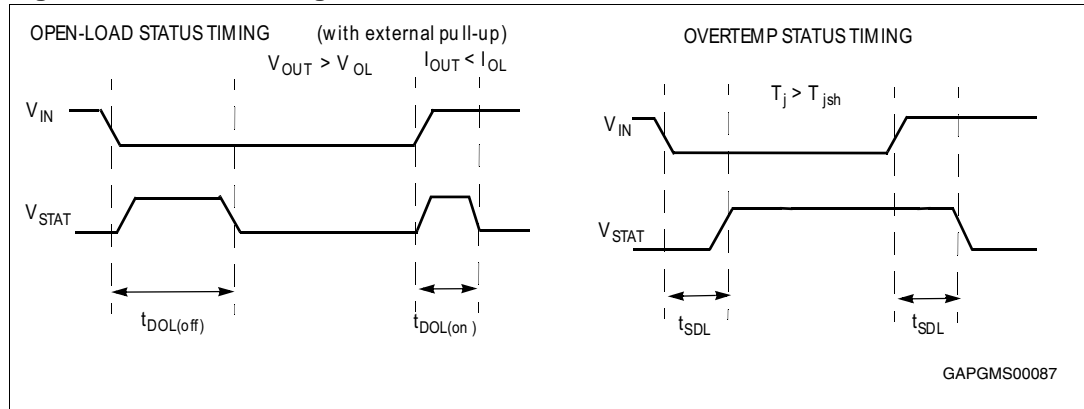 OPEN-LOAD STATUS TIMING (with external pull-up)
V_OUT > V_OL
I_OUT < I_OL
V_IN
V_STAT
t_DOL(off)
t_DOL(on)
OVERTEMP STATUS TIMING
T_j > T_jsh
V_IN
V_STAT
t_SDL
t_SDL
GAPGMS00087